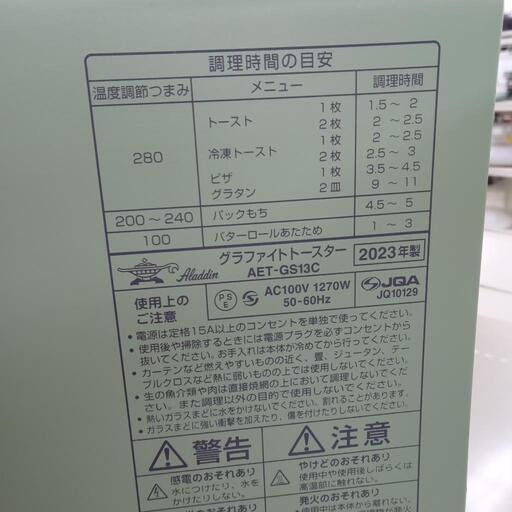 調理時間の目安
温度調節つまみ メニュー 調理時間
280 トースト 1枚 1.5～ 2
2枚 2 ～ 2.5
冷凍トースト 1枚 2 ～ 2.5
2枚 2.5～ 3
ピザ 1枚 3.5～ 4.5
グラタン 2皿 9 ～ 11
200～240 パックもち 4.5～ 5
100 バターロールあたため 1 ～ 3
Aladdin グラファイトトースター 2023年製
AET-GS13C
使用上の
ご注意
PSE AC100V 1270W
50-60Hz
JQA
JQ10129
• 電源は定格15A以上のコンセントを単独で使ってください。
• 使用後や掃除するときには電源プラグを必ずコンセントから
抜いてください。お手入れは本体が冷めてから行ってください。
• カーテンなど燃えやすいものの近く、畳、ジュータン、テー
ブルクロスなど熱に弱いものの上では使用しないでください。
• 生の魚介類や肉は直接焼網の上において調理しないでくだ
さい。また調理以外の目的で使用しないでください。
• 熱いガラスまどに水をかけないでください。割れることがあります。
• ガラスまどに強い衝撃を加えたり、傷を付けたりしないでください。
警告
感電のおそれあり
水につけたり、水を
かけたりしない。
注意
やけどのおそれあり
使用中や使用後しばらくは
高温部に触れない。
発火のおそれあり
使用中は本体から離れない。